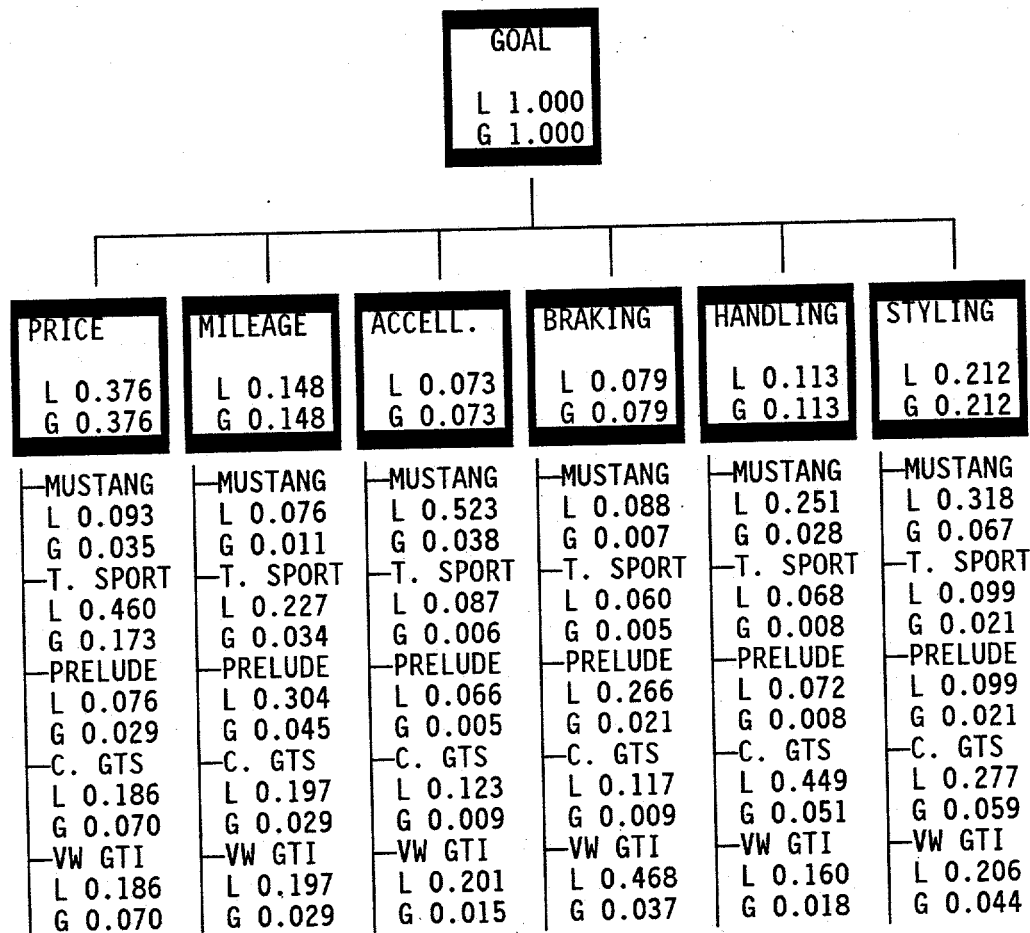 GOAL
L 1.000
G 1.000
PRICE
L 0.376
G 0.376
MUSTANG
L 0.093
G 0.035
T. SPORT
L 0.460
G 0.173
PRELUDE
L 0.076
G 0.029
C. GTS
L 0.186
G 0.070
VW GTI
L 0.186
G 0.070
MILEAGE
L 0.148
G 0.148
MUSTANG
L 0.076
G 0.011
T. SPORT
L 0.227
G 0.034
PRELUDE
L 0.304
G 0.045
C. GTS
L 0.197
G 0.029
VW GTI
L 0.197
G 0.029
ACCELL.
L 0.073
G 0.073
MUSTANG
L 0.523
G 0.038
T. SPORT
L 0.087
G 0.006
PRELUDE
L 0.066
G 0.005
C. GTS
L 0.123
G 0.009
VW GTI
L 0.201
G 0.015
BRAKING
L 0.079
G 0.079
MUSTANG
L 0.088
G 0.007
T. SPORT
L 0.060
G 0.005
PRELUDE
L 0.266
G 0.021
C. GTS
L 0.117
G 0.009
VW GTI
L 0.468
G 0.037
HANDLING
L 0.113
G 0.113
MUSTANG
L 0.251
G 0.028
T. SPORT
L 0.068
G 0.008
PRELUDE
L 0.072
G 0.008
C. GTS
L 0.449
G 0.051
VW GTI
L 0.160
G 0.018
STYLING
L 0.212
G 0.212
MUSTANG
L 0.318
G 0.067
T. SPORT
L 0.099
G 0.021
PRELUDE
L 0.099
G 0.021
C. GTS
L 0.277
G 0.059
VW GTI
L 0.206
G 0.044